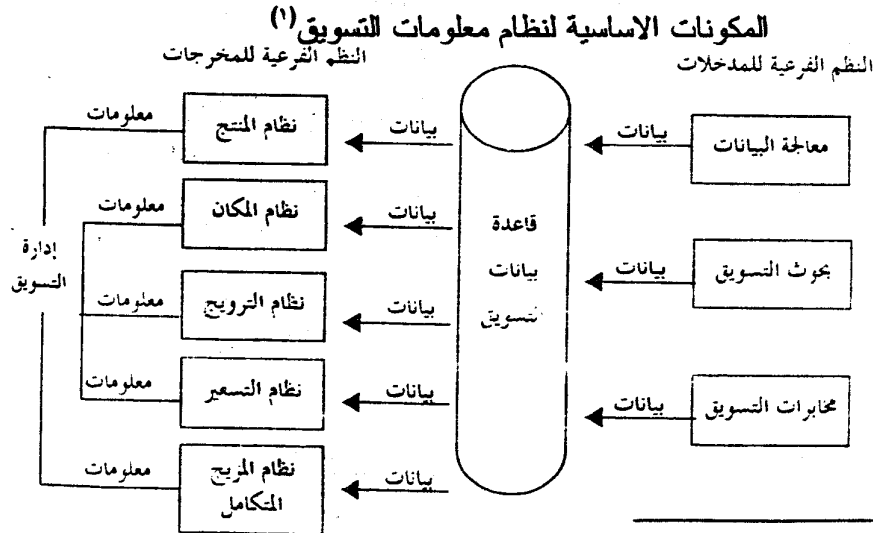 المكونات الاساسية لنظام معلومات التسويق(١)
النظم الفرعية للمدخلات
النظم الفرعية للمخرجات
معالجة البيانات
بيانات
بحوث التسويق
بيانات
مخابرات التسويق
بيانات
قاعدة
بيانات
تسويق
بيانات
نظام المنتج
معلومات
بيانات
نظام المكان
معلومات
بيانات
نظام الترويج
معلومات
بيانات
نظام التسعير
معلومات
بيانات
نظام المزيج
المتكامل
معلومات
إدارة
التسويق